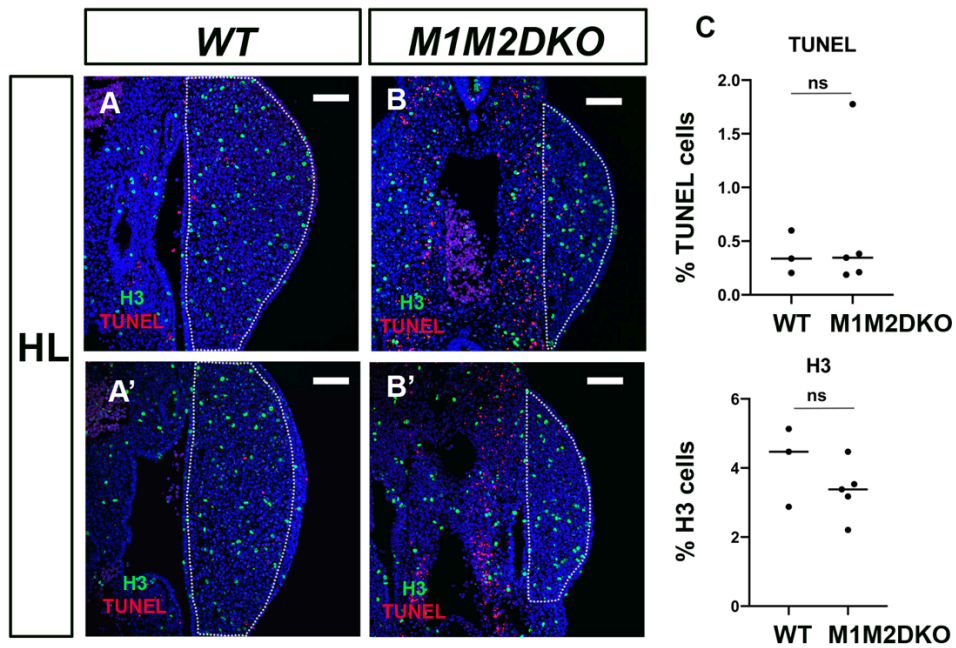 WT
M1M2DKO
HL
A
H3
TUNEL
B
H3
TUNEL
A’
H3
TUNEL
B’
H3
TUNEL
C
TUNEL
ns
% TUNEL cells
2.0
1.5
1.0
0.5
0.0
WT M1M2DKO
H3
ns
% H3 cells
6
4
2
0
WT M1M2DKO